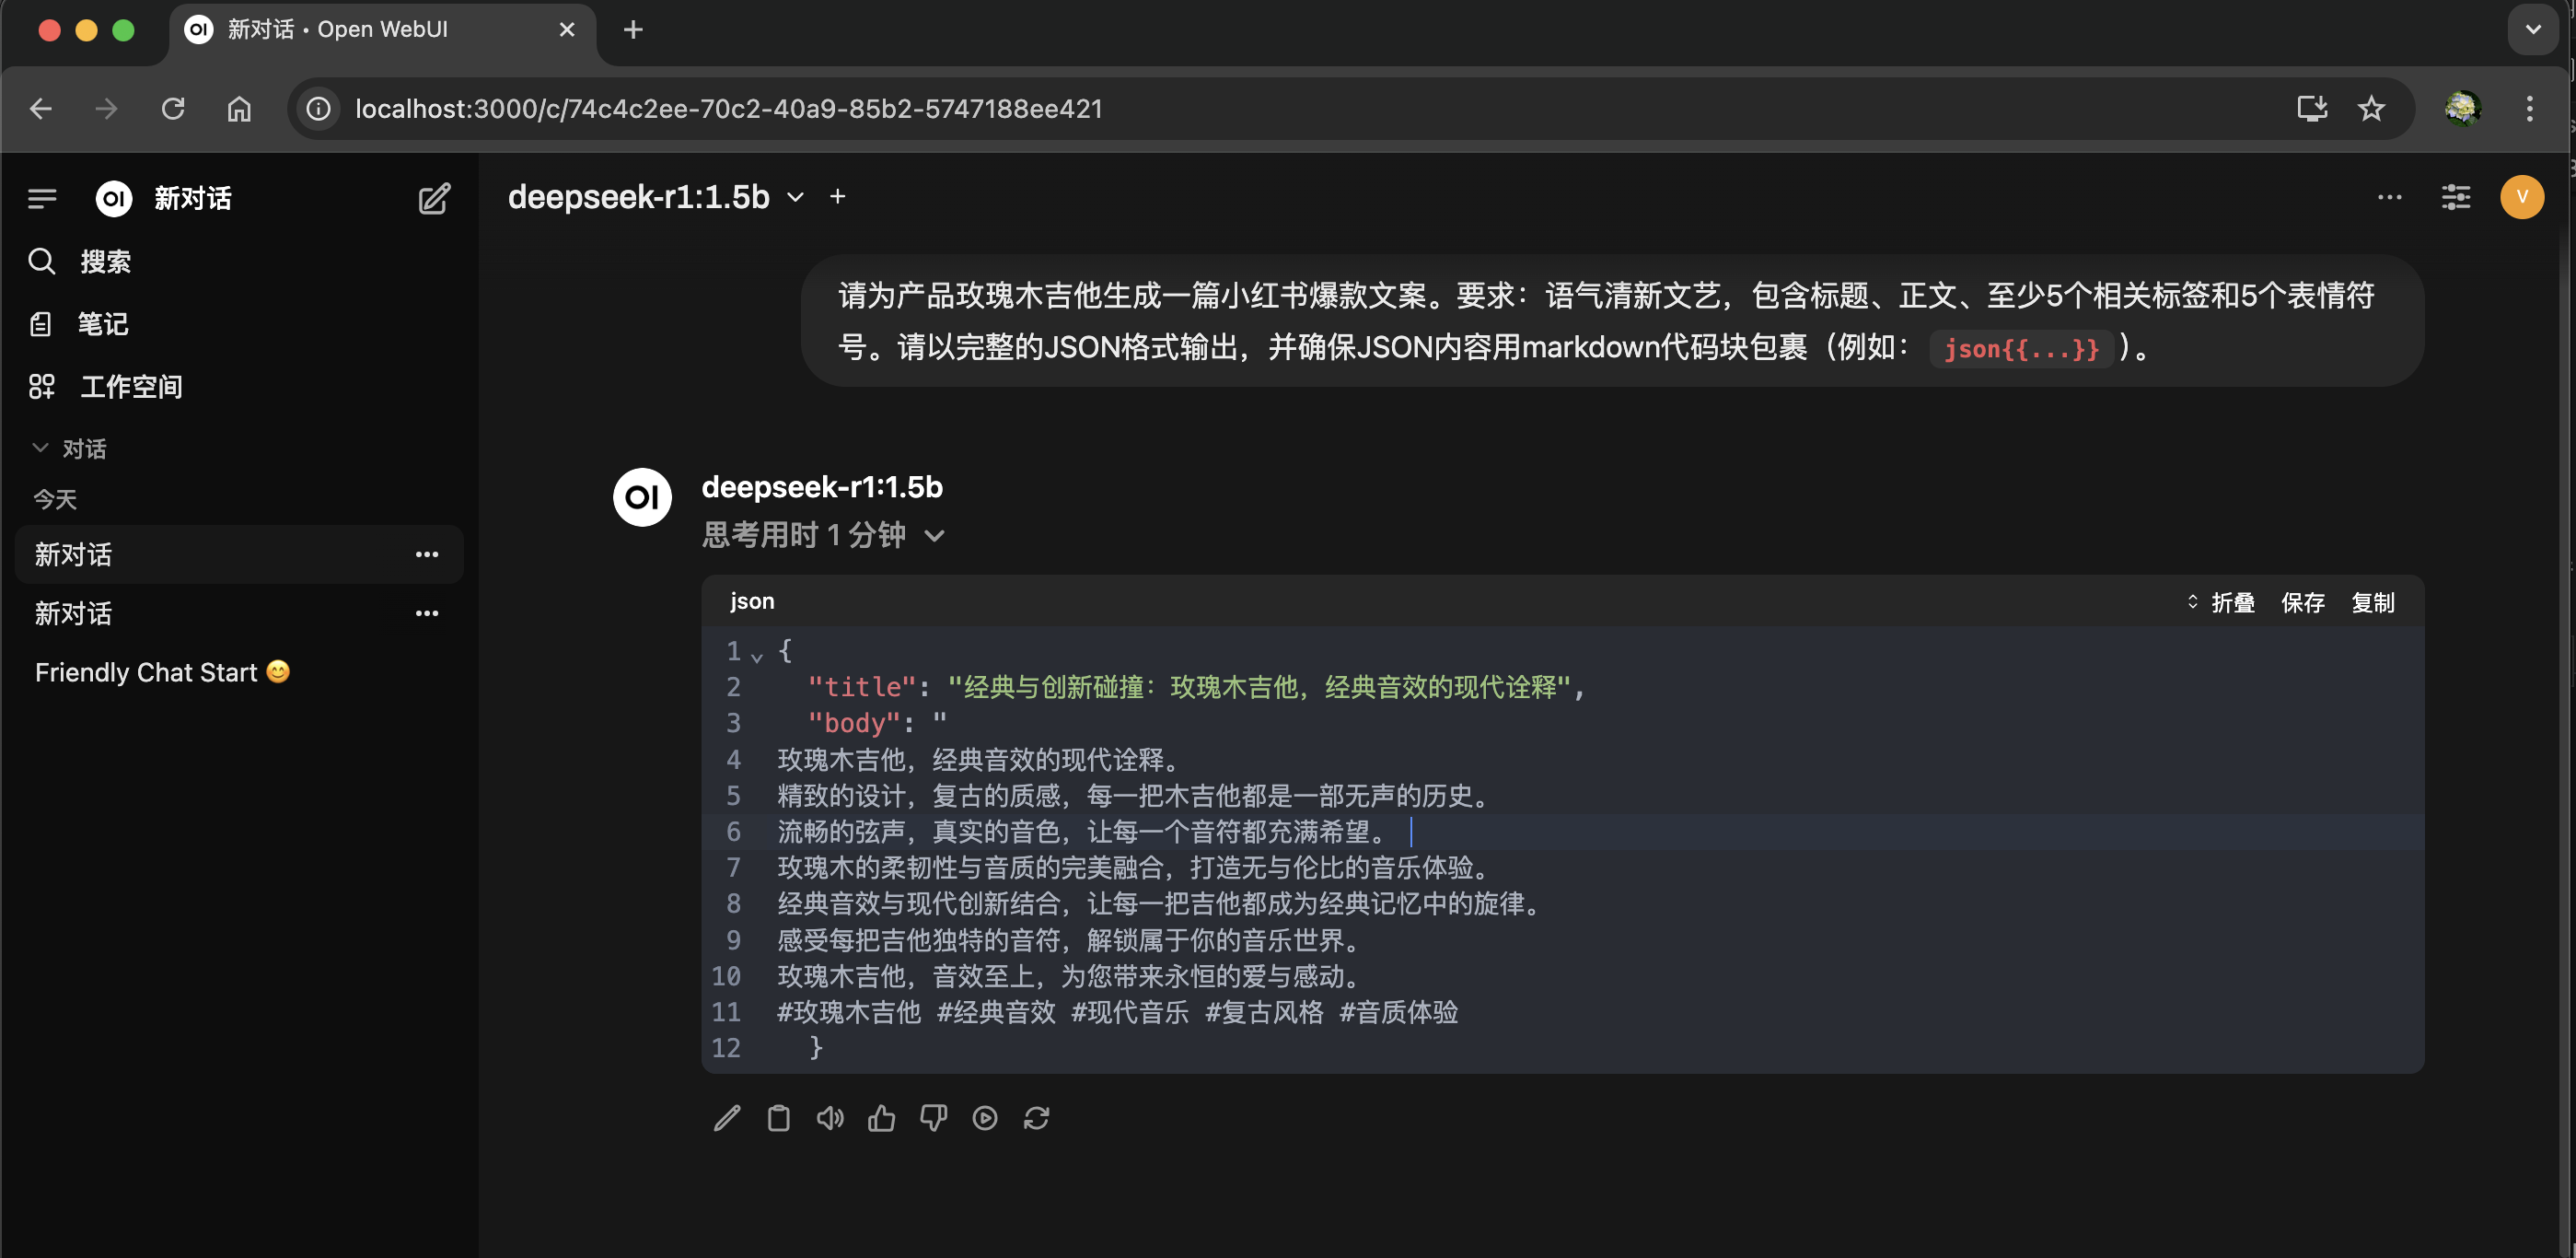 新对话 • Open WebUI
localhost:3000/c/74c4c2ee-70c2-40a9-85b2-5747188ee421
OI 新对话
搜索
笔记
工作空间
对话
今天
新对话
新对话
Friendly Chat Start 😊
deepseek-r1:1.5b
V
请为产品玫瑰木吉他生成一篇小红书爆款文案。要求：语气清新文艺，包含标题、正文、至少5个相关标签和5个表情符
号。请以完整的JSON格式输出，并确保JSON内容用markdown代码块包裹（例如： json{{...}} ）。
OI
deepseek-r1:1.5b
思考用时 1 分钟
json
折叠 保存 复制
1 {
2 "title": "经典与创新碰撞：玫瑰木吉他，经典音效的现代诠释",
3 "body": "
4 玫瑰木吉他，经典音效的现代诠释。
5 精致的设计，复古的质感，每一把木吉他都是一部无声的历史。
6 流畅的弦声，真实的音色，让每一个音符都充满希望。
7 玫瑰木的柔韧性与音质的完美融合，打造无与伦比的音乐体验。
8 经典音效与现代创新结合，让每一把吉他都成为经典记忆中的旋律。
9 感受每把吉他独特的音符，解锁属于你的音乐世界。
10 玫瑰木吉他，音效至上，为您带来永恒的爱与感动。
11 #玫瑰木吉他 #经典音效 #现代音乐 #复古风格 #音质体验
12 }